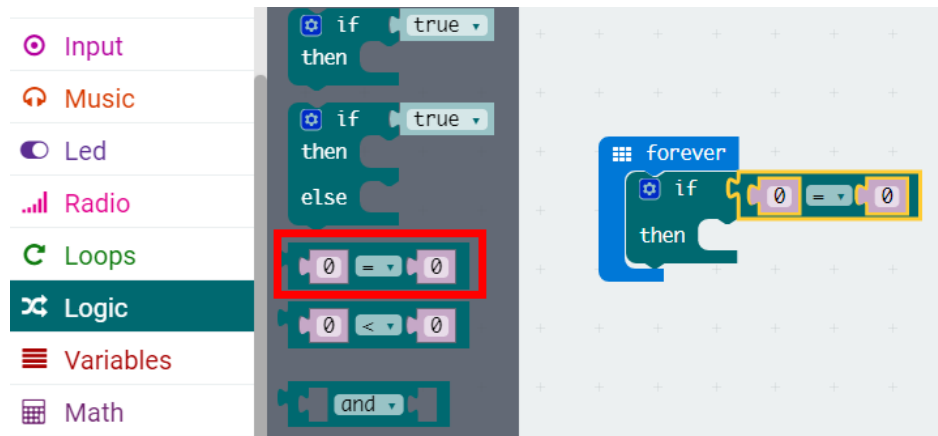 Input
Music
Led
Radio
Loops
Logic
Variables
Math
if true
then
if true
then
else
0 = 0
0 < 0
and
forever
if 0 = 0
then